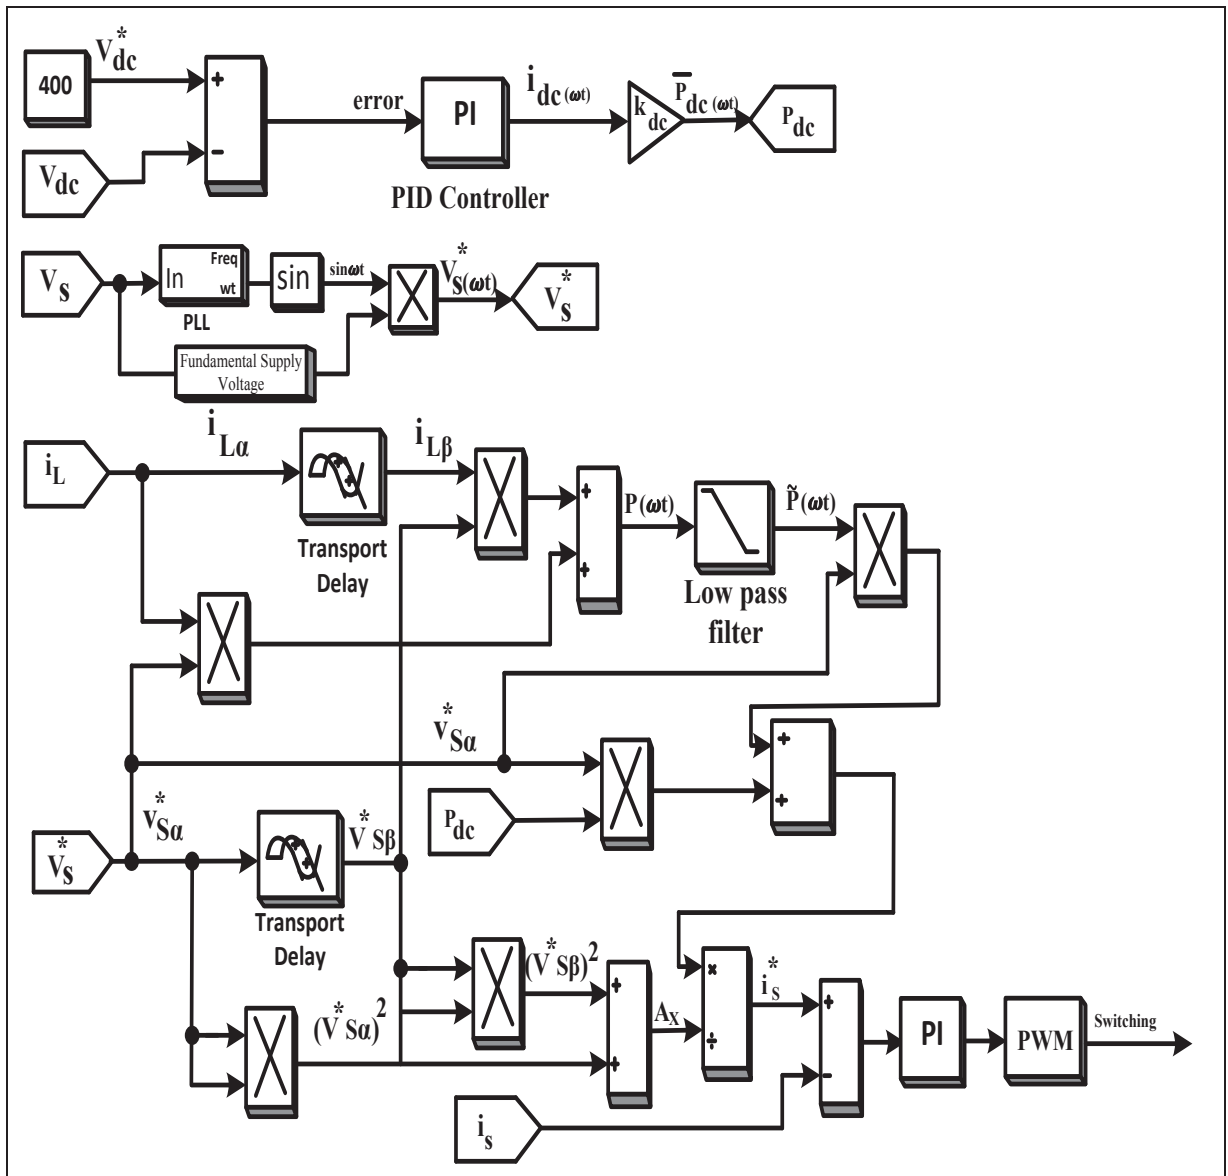 400
V*dc
Vdc
+
-
error
PI
PID Controller
idc(ωt)
kdc
P̄dc(ωt)
Pdc
Vs
In
Freq
wt
PLL
sin
sinωt
Fundamental Supply
Voltage
V*s(ωt)
V*s
iL
iLα
Transport
Delay
iLβ
+
+
P(ωt)
Low pass
filter
P̃(ωt)
v*Sα
Pdc
+
+
V*s
v*Sα
Transport
Delay
V*Sβ
(V*Sα)2
(V*Sβ)2
+
+
Ax
×
÷
i*s
is
+
-
PI
PWM
Switching